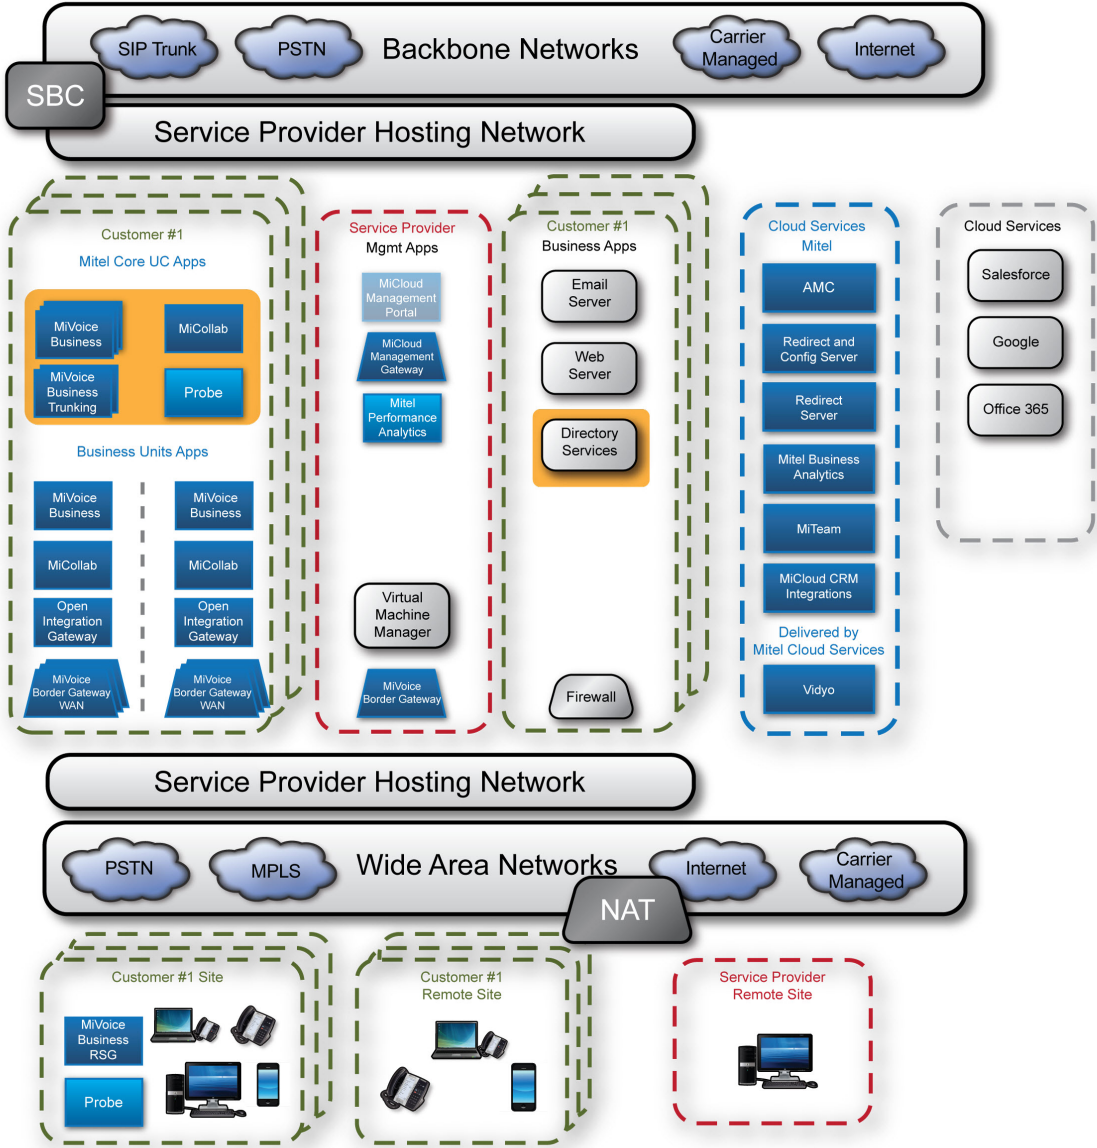 SIP Trunk
PSTN
Backbone Networks
Carrier
Managed
Internet
SBC
Service Provider Hosting Network
Customer #1
Mitel Core UC Apps
MiVoice
Business
MiCollab
MiVoice
Business
Trunking
Probe
Business Units Apps
MiVoice
Business
MiVoice
Business
MiCollab
MiCollab
Open
Integration
Gateway
Open
Integration
Gateway
MiVoice
Border Gateway
WAN
MiVoice
Border Gateway
WAN
Service Provider
Mgmt Apps
MiCloud
Management
Portal
MiCloud
Management
Gateway
Mitel
Performance
Analytics
Virtual
Machine
Manager
MiVoice
Border Gateway
Customer #1
Business Apps
Email
Server
Web
Server
Directory
Services
Firewall
Cloud Services
Mitel
AMC
Redirect and
Config Server
Redirect
Server
Mitel Business
Analytics
MiTeam
MiCloud CRM
Integrations
Delivered by
Mitel Cloud Services
Vidyo
Cloud Services
Salesforce
Google
Office 365
Service Provider Hosting Network
PSTN
MPLS
Wide Area Networks
Internet
Carrier
Managed
NAT
Customer #1 Site
MiVoice
Business
RSG
Probe
Customer #1
Remote Site
Service Provider
Remote Site